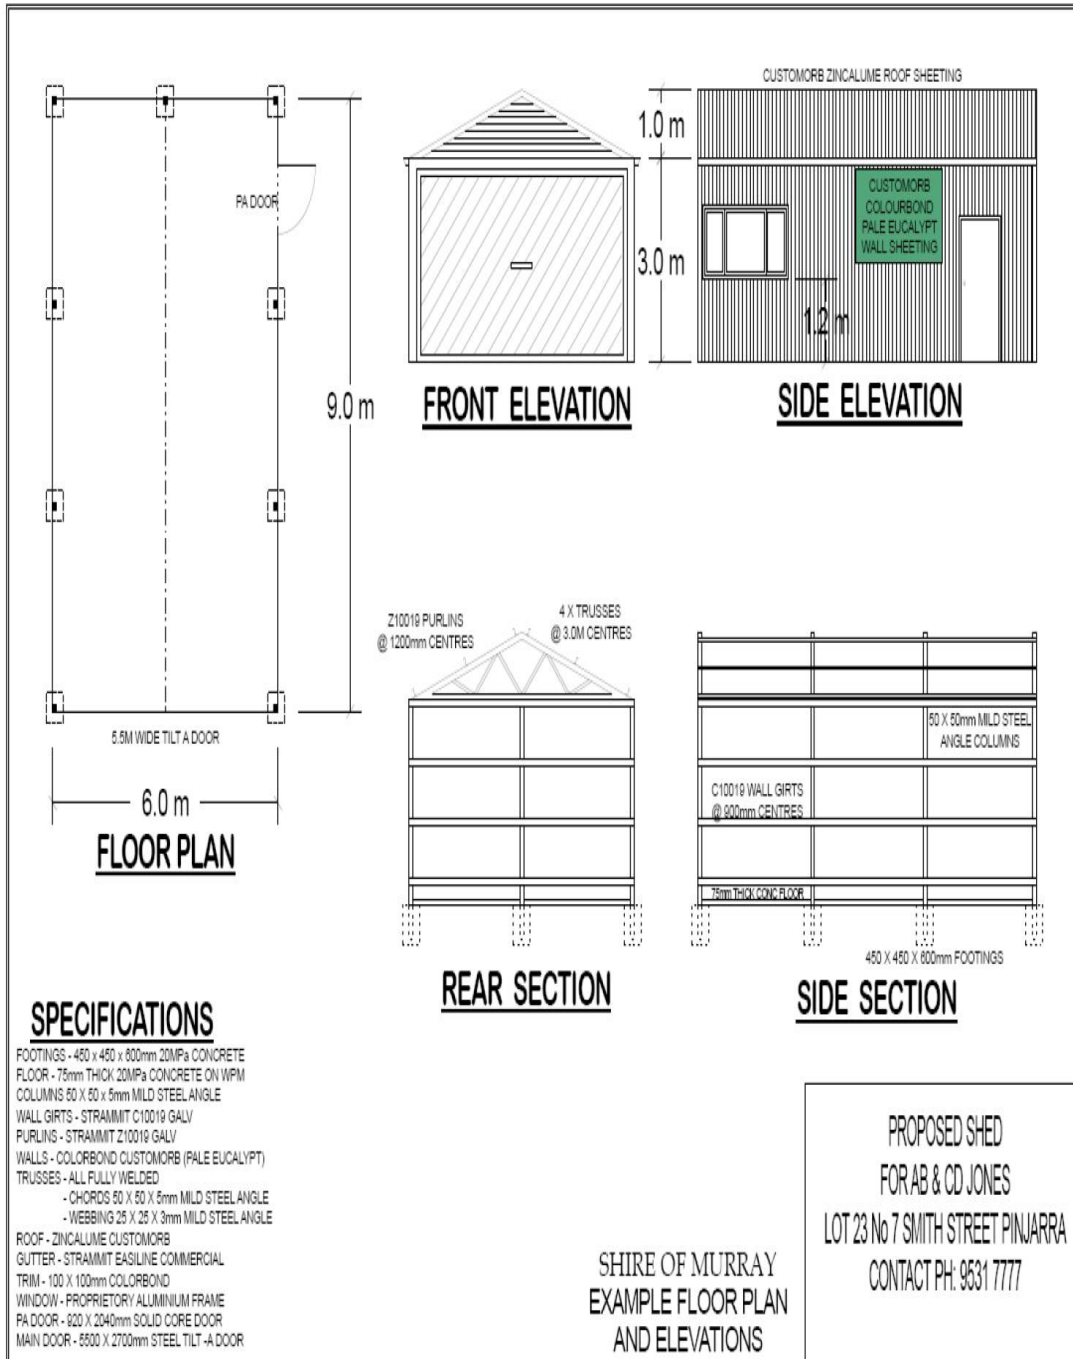 CUSTOMORB ZINCALUME ROOF SHEETING
1.0 m
PA DOOR
CUSTOMORB
COLOURBOND
PALE EUCALYPT
WALL SHEETING
3.0 m
1.2 m
9.0 m
FRONT ELEVATION
SIDE ELEVATION
Z10019 PURLINS
@ 1200mm CENTRES
4 X TRUSSES
@ 3.0M CENTRES
5.5M WIDE TILT A DOOR
50 X 50mm MILD STEEL
ANGLE COLUMNS
6.0 m
C10019 WALL GIRTS
@ 900mm CENTRES
FLOOR PLAN
75mm THICK CONC FLOOR
450 X 450 X 600mm FOOTINGS
REAR SECTION
SIDE SECTION
SPECIFICATIONS
FOOTINGS - 450 x 450 x 600mm 20MPa CONCRETE
FLOOR - 75mm THICK 20MPa CONCRETE ON WPM
COLUMNS 50 X 50 x 5mm MILD STEEL ANGLE
WALL GIRTS - STRAMMIT C10019 GALV
PURLINS - STRAMMIT Z10019 GALV
WALLS - COLORBOND CUSTOMORB (PALE EUCALYPT)
TRUSSES - ALL FULLY WELDED
- CHORDS 50 X 50 X 5mm MILD STEEL ANGLE
- WEBBING 25 X 25 X 3mm MILD STEEL ANGLE
ROOF - ZINCALUME CUSTOMORB
GUTTER - STRAMMIT EASILINE COMMERCIAL
TRIM - 100 X 100mm COLORBOND
WINDOW - PROPRIETORY ALUMINIUM FRAME
PA DOOR - 920 X 2040mm SOLID CORE DOOR
MAIN DOOR - 5500 X 2700mm STEEL TILT -A DOOR
SHIRE OF MURRAY
EXAMPLE FLOOR PLAN
AND ELEVATIONS
PROPOSED SHED
FOR AB & CD JONES
LOT 23 No 7 SMITH STREET PINJARRA
CONTACT PH: 9531 7777